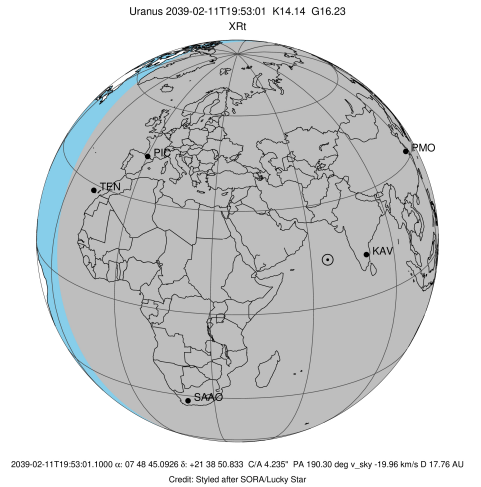 Uranus 2039-02-11T19:53:01 K14.14 G16.23
XRt
PIC
PMO
TEN
KAV
SAAO
2039-02-11T19:53:01.1000 α: 07 48 45.0926 δ: +21 38 50.833 C/A 4.235" PA 190.30 deg v_sky -19.96 km/s D 17.76 AU
Credit: Styled after SORA/Lucky Star